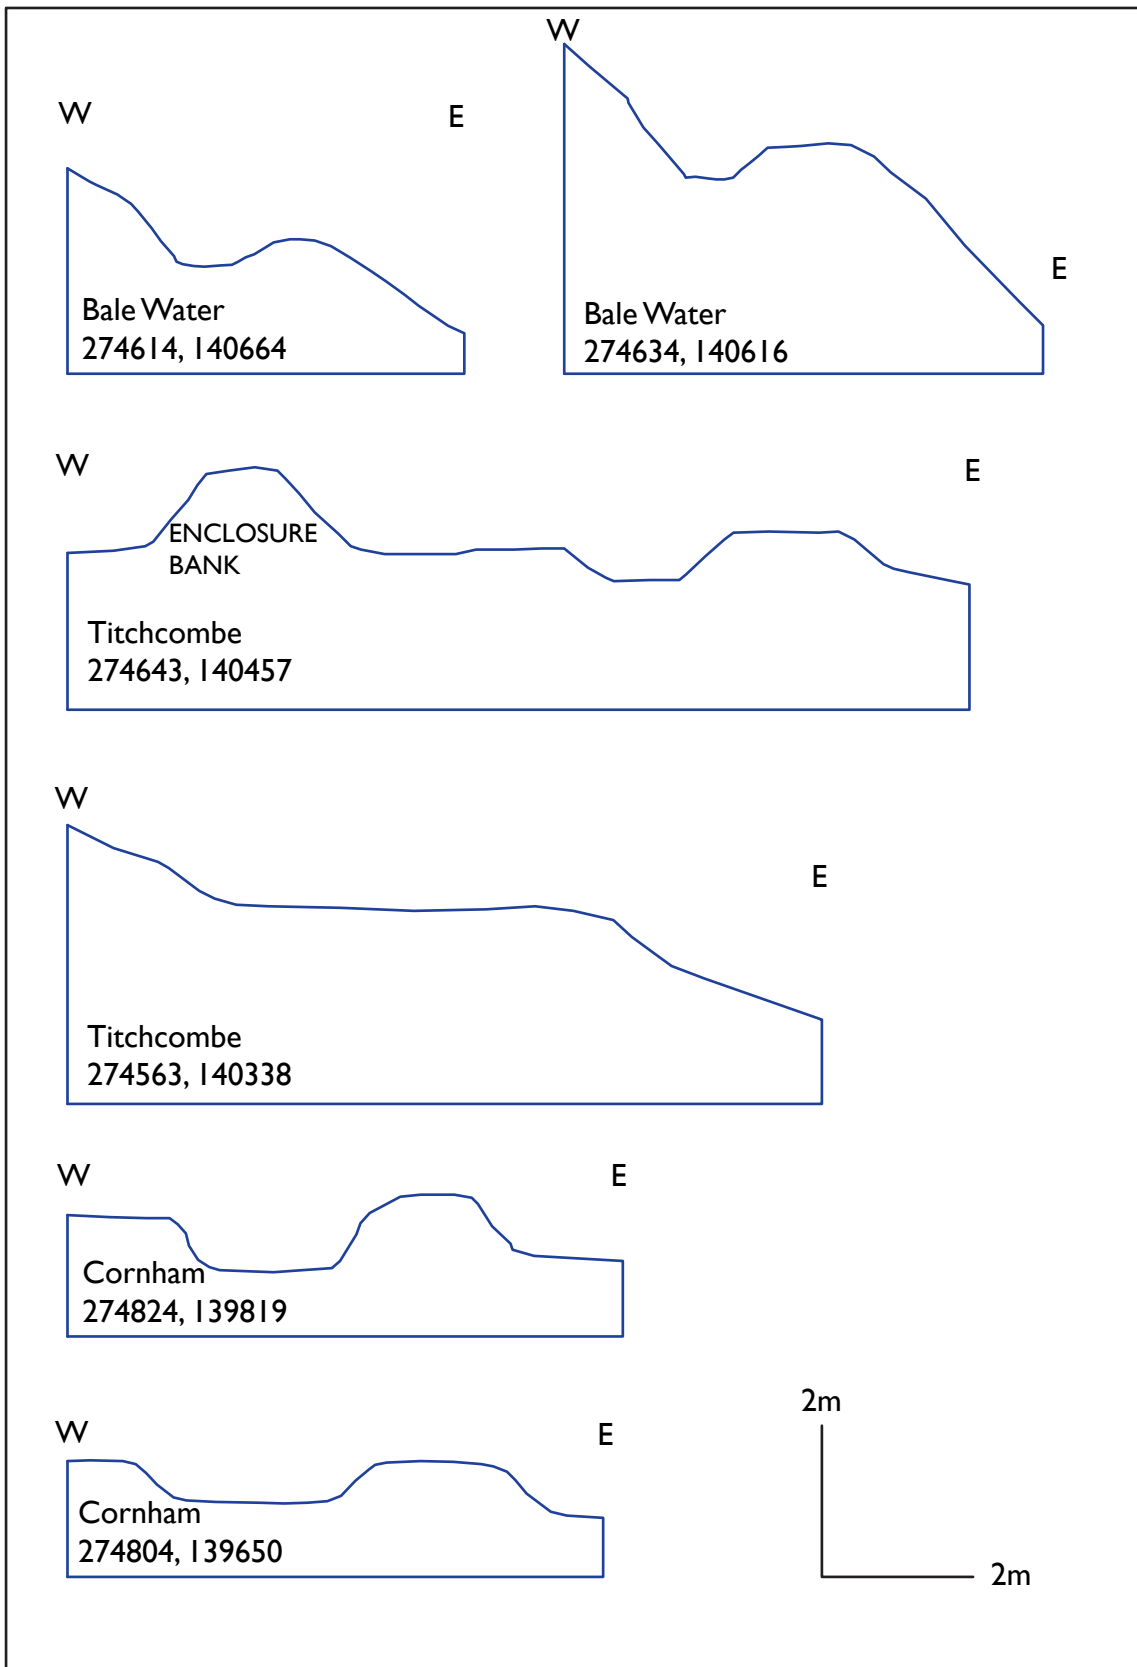 W
E
Bale Water
274614, 140664
W
E
Bale Water
274634, 140616
W
E
ENCLOSURE
BANK
Titchcombe
274643, 140457
W
E
Titchcombe
274563, 140338
W
E
Cornham
274824, 139819
W
E
Cornham
274804, 139650
2m
2m